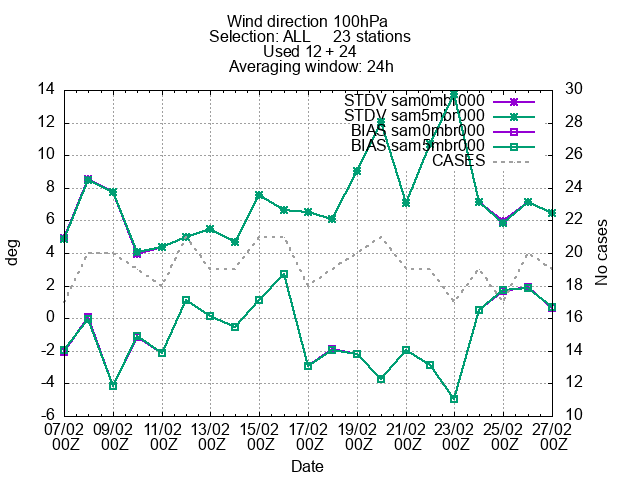 Wind direction 100hPa
Selection: ALL 23 stations
Used 12 + 24
Averaging window: 24h
14 30
STDV sam0mbr000
STDV sam5mbr000
BIAS sam0mbr000
BIAS sam5mbr000
CASES
12 28
10 26
8 24
6 22
4 20
2 18
0 16
-2 14
-4 12
-6 10
deg
No cases
07/02 09/02 11/02 13/02 15/02 17/02 19/02 21/02 23/02 25/02 27/02
00Z 00Z 00Z 00Z 00Z 00Z 00Z 00Z 00Z 00Z 00Z
Date